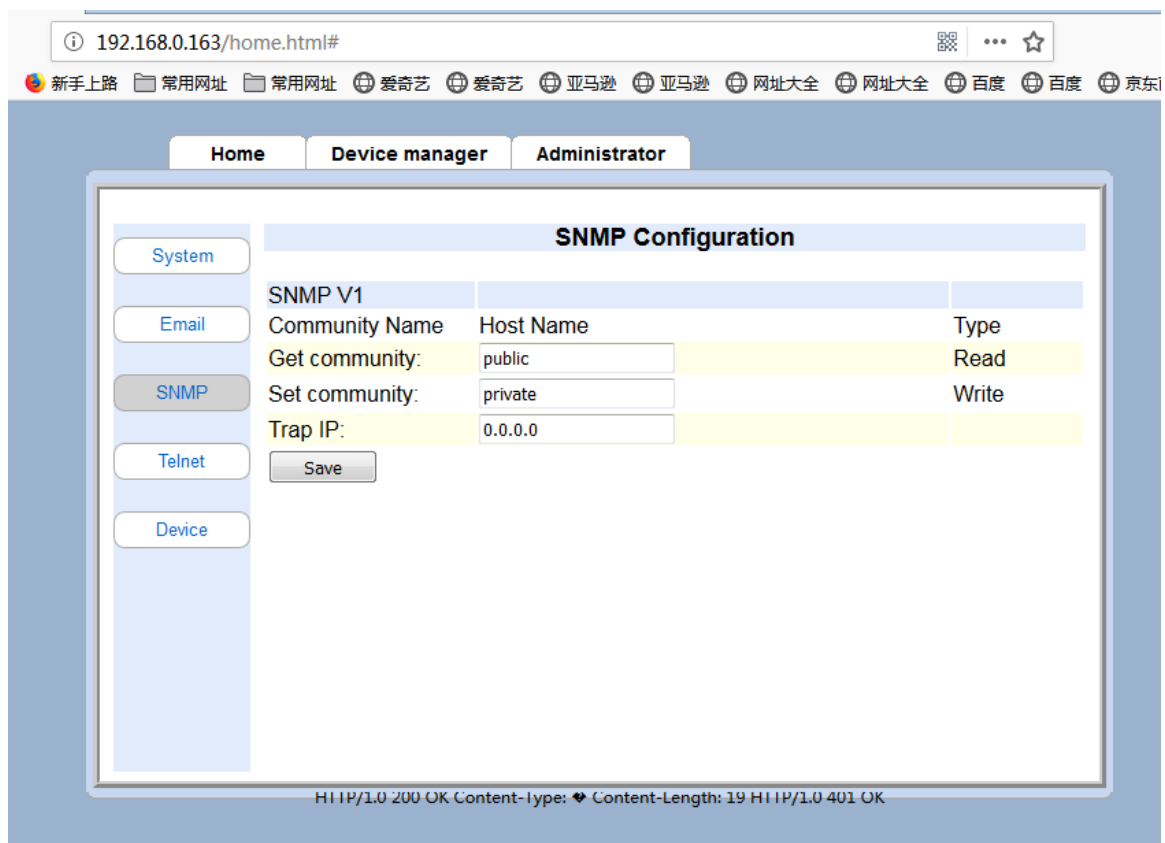 192.168.0.163/home.html#
新手上路 常用网址 常用网址 爱奇艺 爱奇艺 亚马逊 亚马逊 网址大全 网址大全 百度 百度
Home Device manager Administrator
SNMP Configuration
System
SNMP V1
Email Community Name Host Name Type
Get community: public Read
SNMP Set community: private Write
Trap IP: 0.0.0.0
Telnet Save
Device
HTTP/1.0 200 OK Content-Type: � Content-Length: 19 HTTP/1.0 401 OK